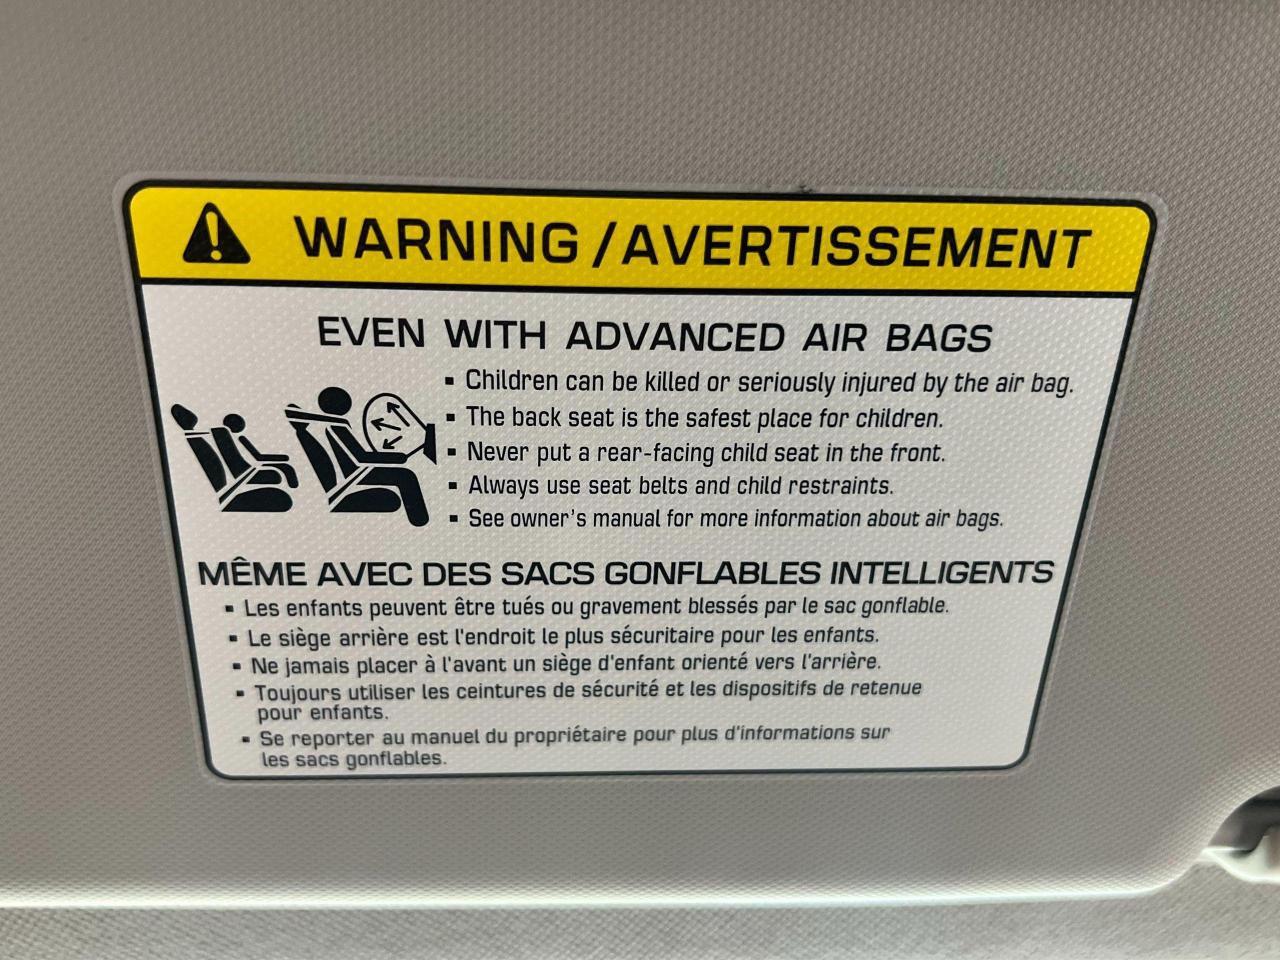 WARNING / AVERTISSEMENT
EVEN WITH ADVANCED AIR BAGS
▪ Children can be killed or seriously injured by the air bag.
▪ The back seat is the safest place for children.
▪ Never put a rear-facing child seat in the front.
▪ Always use seat belts and child restraints.
▪ See owner's manual for more information about air bags.
MÊME AVEC DES SACS GONFLABLES INTELLIGENTS
▪ Les enfants peuvent être tués ou gravement blessés par le sac gonflable.
▪ Le siège arrière est l'endroit le plus sécuritaire pour les enfants.
▪ Ne jamais placer à l'avant un siège d'enfant orienté vers l'arrière.
▪ Toujours utiliser les ceintures de sécurité et les dispositifs de retenue
pour enfants.
▪ Se reporter au manuel du propriétaire pour plus d'informations sur
les sacs gonflables.